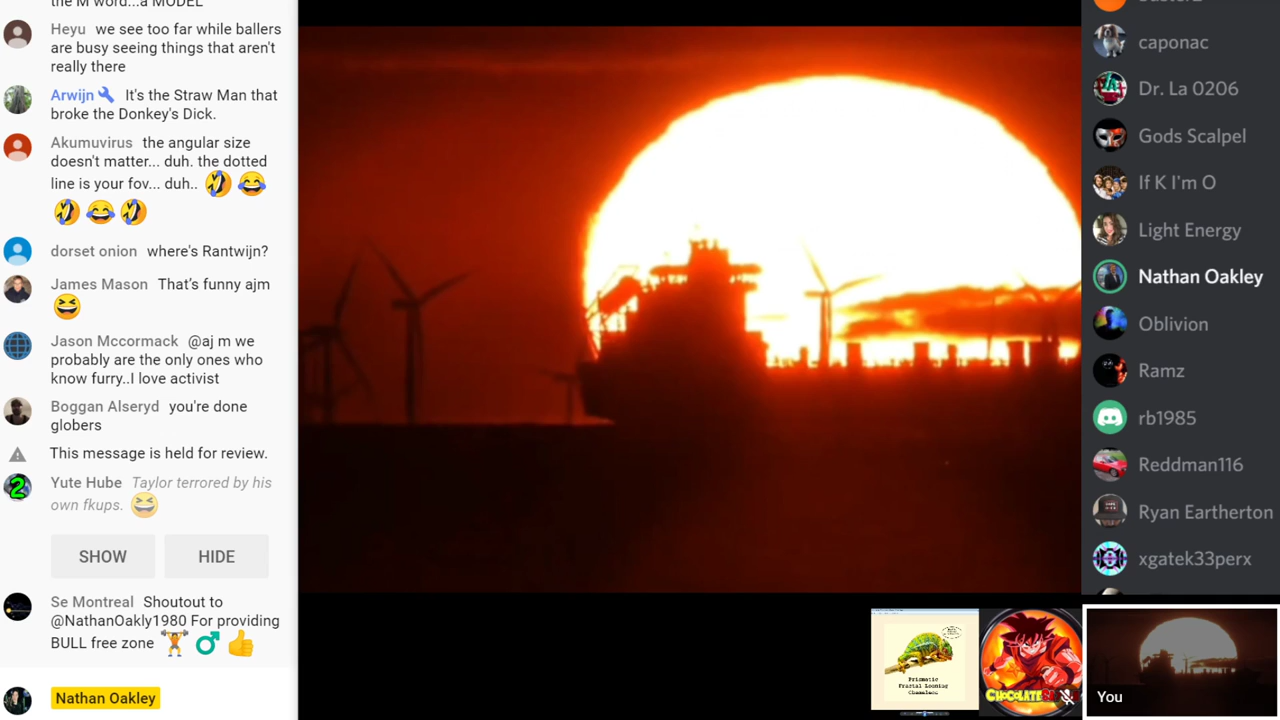 the M word...a MODEL
Heyu we see too far while ballers
are busy seeing things that aren't
really there
Arwijn It's the Straw Man that
broke the Donkey's Dick.
Akumuvirus the angular size
doesn't matter... duh. the dotted
line is your fov... duh..
dorset onion where's Rantwijn?
James Mason That's funny ajm
Jason Mccormack @aj m we
probably are the only ones who
know furry..I love activist
Boggan Alseryd you're done
globers
This message is held for review.
Yute Hube Taylor terrored by his
own fkups.
SHOW HIDE
Se Montreal Shoutout to
@NathanOakly1980 For providing
BULL free zone
Nathan Oakley
caponac
Dr. La 0206
Gods Scalpel
If K I'm O
Light Energy
Nathan Oakley
Oblivion
Ramz
rb1985
Reddman116
Ryan Eartherton
xgatek33perx
Prismatic
Fractal Zooming
Chameleon
You